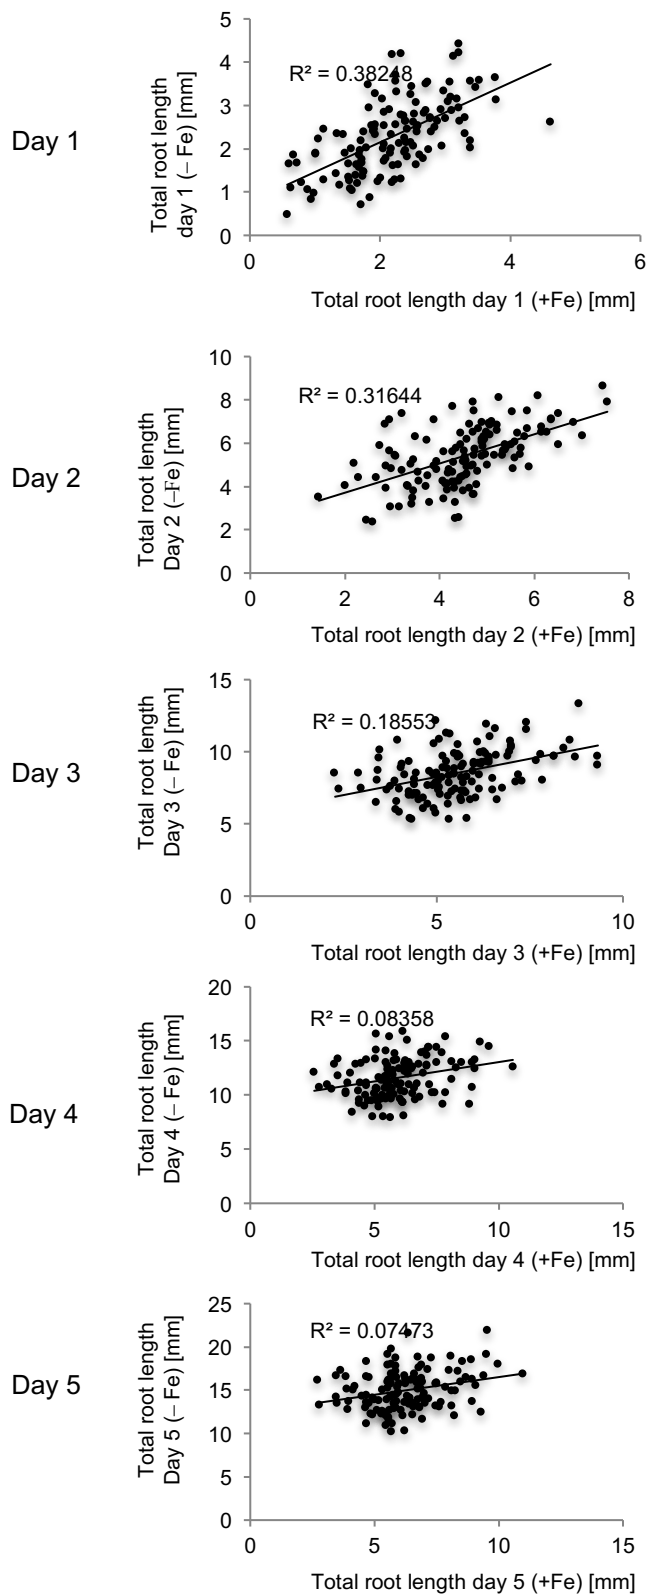 Day 1
Total root length
day 1 (– Fe) [mm]
5
4
3
2
1
0
R² = 0.38248
0 2 4 6
Total root length day 1 (+Fe) [mm]
Day 2
Total root length
Day 2 (–Fe) [mm]
10
8
6
4
2
0
R² = 0.31644
0 2 4 6 8
Total root length day 2 (+Fe) [mm]
Day 3
Total root length
Day 3 (– Fe) [mm]
15
10
5
0
R² = 0.18553
0 5 10
Total root length day 3 (+Fe) [mm]
Day 4
Total root length
Day 4 (– Fe) [mm]
20
15
10
5
0
R² = 0.08358
0 5 10 15
Total root length day 4 (+Fe) [mm]
Day 5
Total root length
Day 5 (– Fe) [mm]
25
20
15
10
5
0
R² = 0.07473
0 5 10 15
Total root length day 5 (+Fe) [mm]